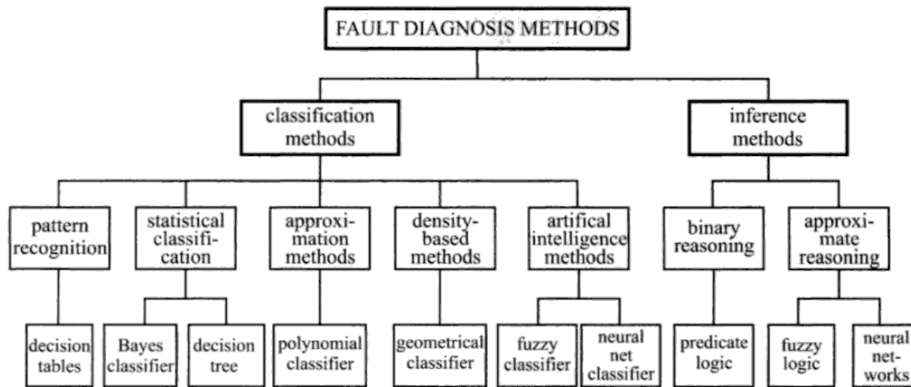 FAULT DIAGNOSIS METHODS
classification
methods
inference
methods
pattern
recognition
statistical
classifi-
cation
approxi-
mation methods
density-
based methods
artifical
intelligence
methods
binary
reasoning
approxi-
mate
reasoning
decision
tables
Bayes
classifier
decision
tree
polynomial
classifier
geometrical
classifier
fuzzy
classifier
neural
net classifier
predicate
logic
fuzzy
logic
neural
net-
works